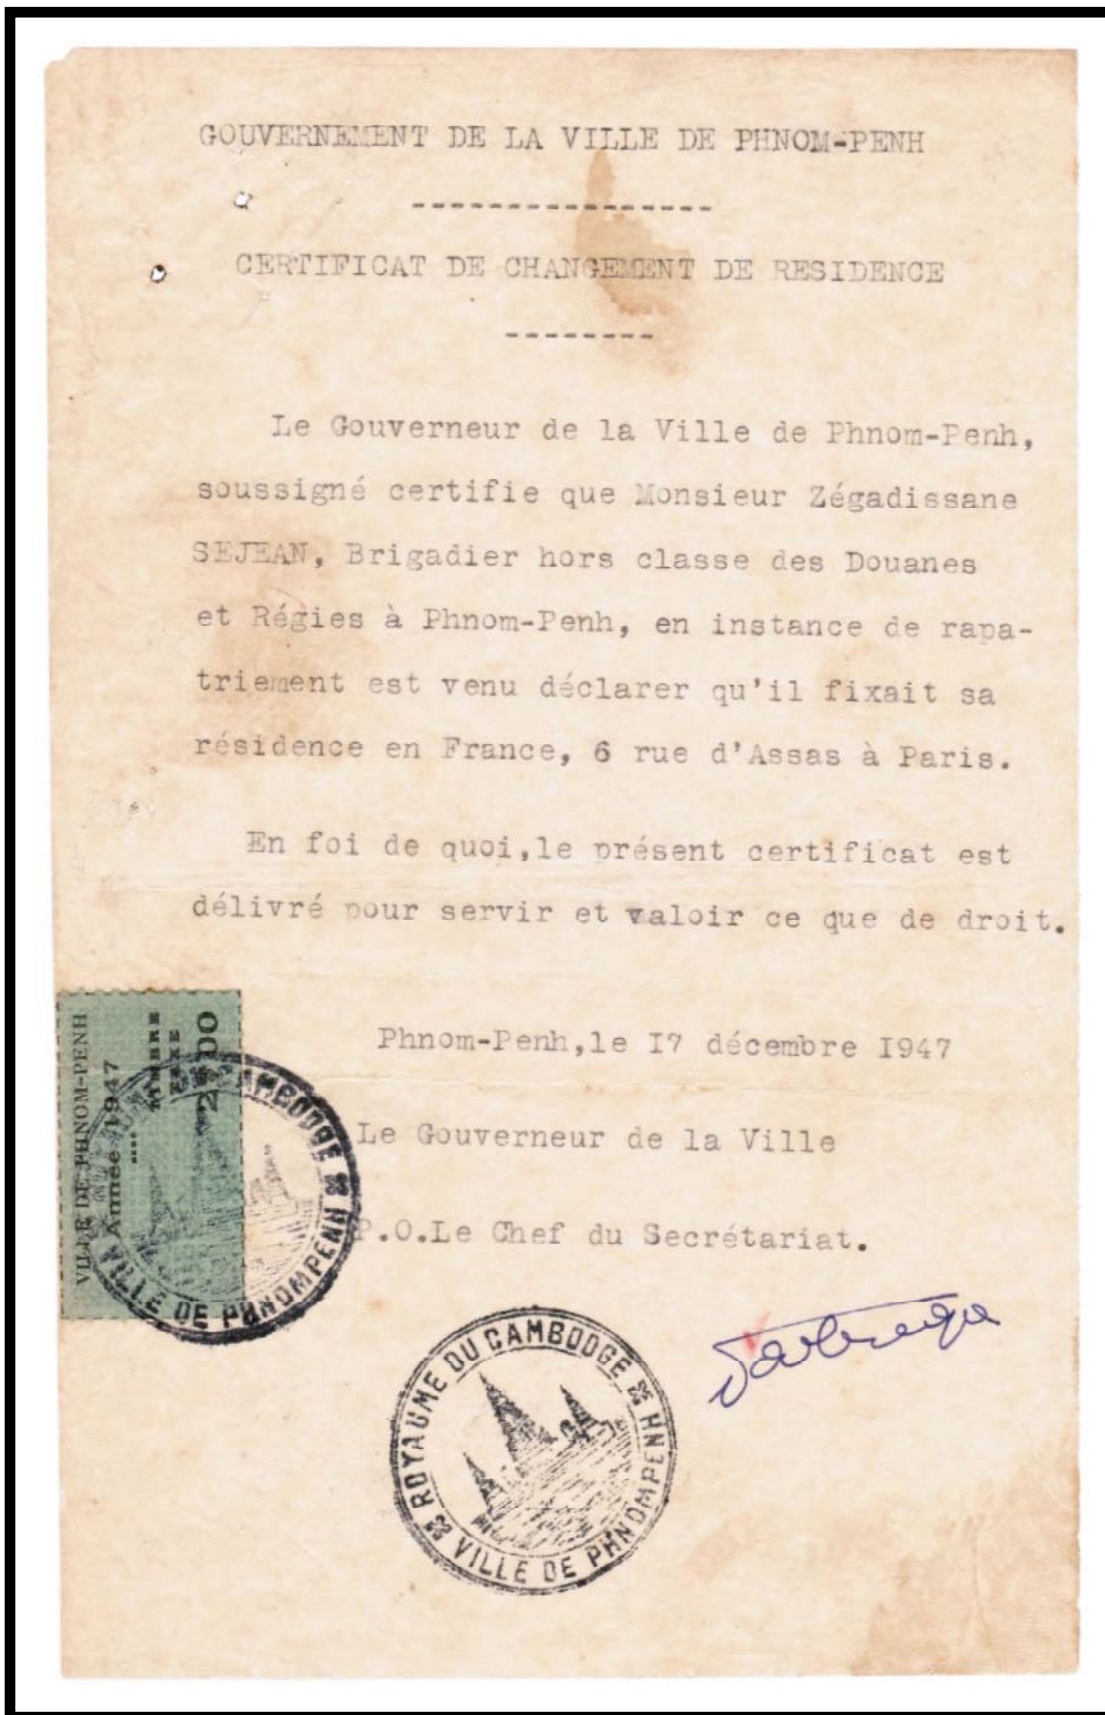 GOUVERNEMENT DE LA VILLE DE PHNOM-PENH
CERTIFICAT DE CHANGEMENT DE RESIDENCE
Le Gouverneur de la Ville de Phnom-Penh,
soussigné certifie que Monsieur Zégadissane
SEJEAN, Brigadier hors classe des Douanes
et Régies à Phnom-Penh, en instance de rapa-
triement est venu déclarer qu'il fixait sa
résidence en France, 6 rue d'Assas à Paris.
En foi de quoi,le présent certificat est
délivré pour servir et valoir ce que de droit.
Phnom-Penh,le I7 décembre I947
Le Gouverneur de la Ville
P.O.Le Chef du Secrétariat.
VILLE DE PHNOM-PENH
Année 1947
TIMBRE
TAXE
CAMBODGE
VILLE DE PHNOMPENH
ROYAUME DU CAMBODGE
VILLE DE PHNOMPENH